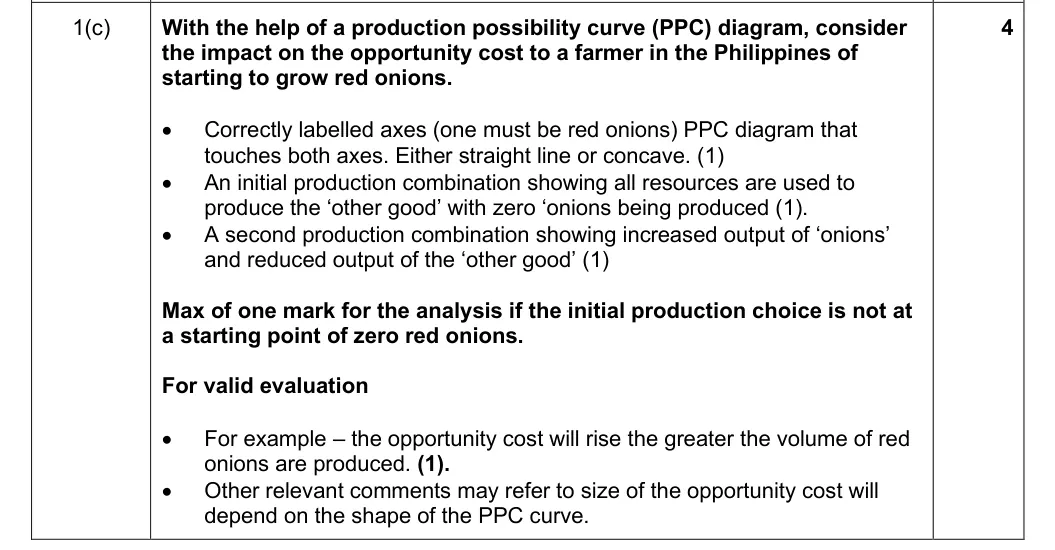 1(c)
With the help of a production possibility curve (PPC) diagram, consider
4
the impact on the opportunity cost to a farmer in the Philippines of
starting to grow red onions.
• Correctly labelled axes (one must be red onions) PPC diagram that
touches both axes. Either straight line or concave. (1)
• An initial production combination showing all resources are used to
produce the ‘other good’ with zero ‘onions being produced (1).
• A second production combination showing increased output of ‘onions’
and reduced output of the ‘other good’ (1)
Max of one mark for the analysis if the initial production choice is not at
a starting point of zero red onions.
For valid evaluation
• For example – the opportunity cost will rise the greater the volume of red
onions are produced. (1).
• Other relevant comments may refer to size of the opportunity cost will
depend on the shape of the PPC curve.